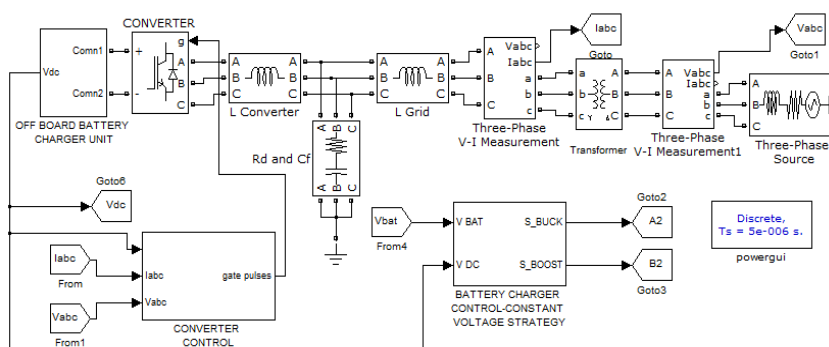 CONVERTER
Comn1
Vdc
Comn2
OFF BOARD BATTERY
CHARGER UNIT
+
-
g
A
B
C
A
B
C
A
B
C
L Converter
A
B
C
A
B
C
L Grid
A
B
C
Vabc
Iabc
a
b
c
Three-Phase
V-I Measurement
Iabc
Goto
a
b
c
A
B
C
Y
Δ
Transformer
A
B
C
Vabc
Iabc
a
b
c
Three-Phase
V-I Measurement1
Vabc
Goto1
A
B
C
Three-Phase
Source
A
B
C
Rd and Cf
A
B
C
Goto6
Vdc
Iabc
From
Vabc
From1
Iabc
Vabc
gate pulses
CONVERTER
CONTROL
Vbat
From4
V BAT
V DC
S_BUCK
S_BOOST
BATTERY CHARGER
CONTROL-CONSTANT
VOLTAGE STRATEGY
Goto2
A2
B2
Goto3
Discrete,
Ts = 5e-006 s.
powergui